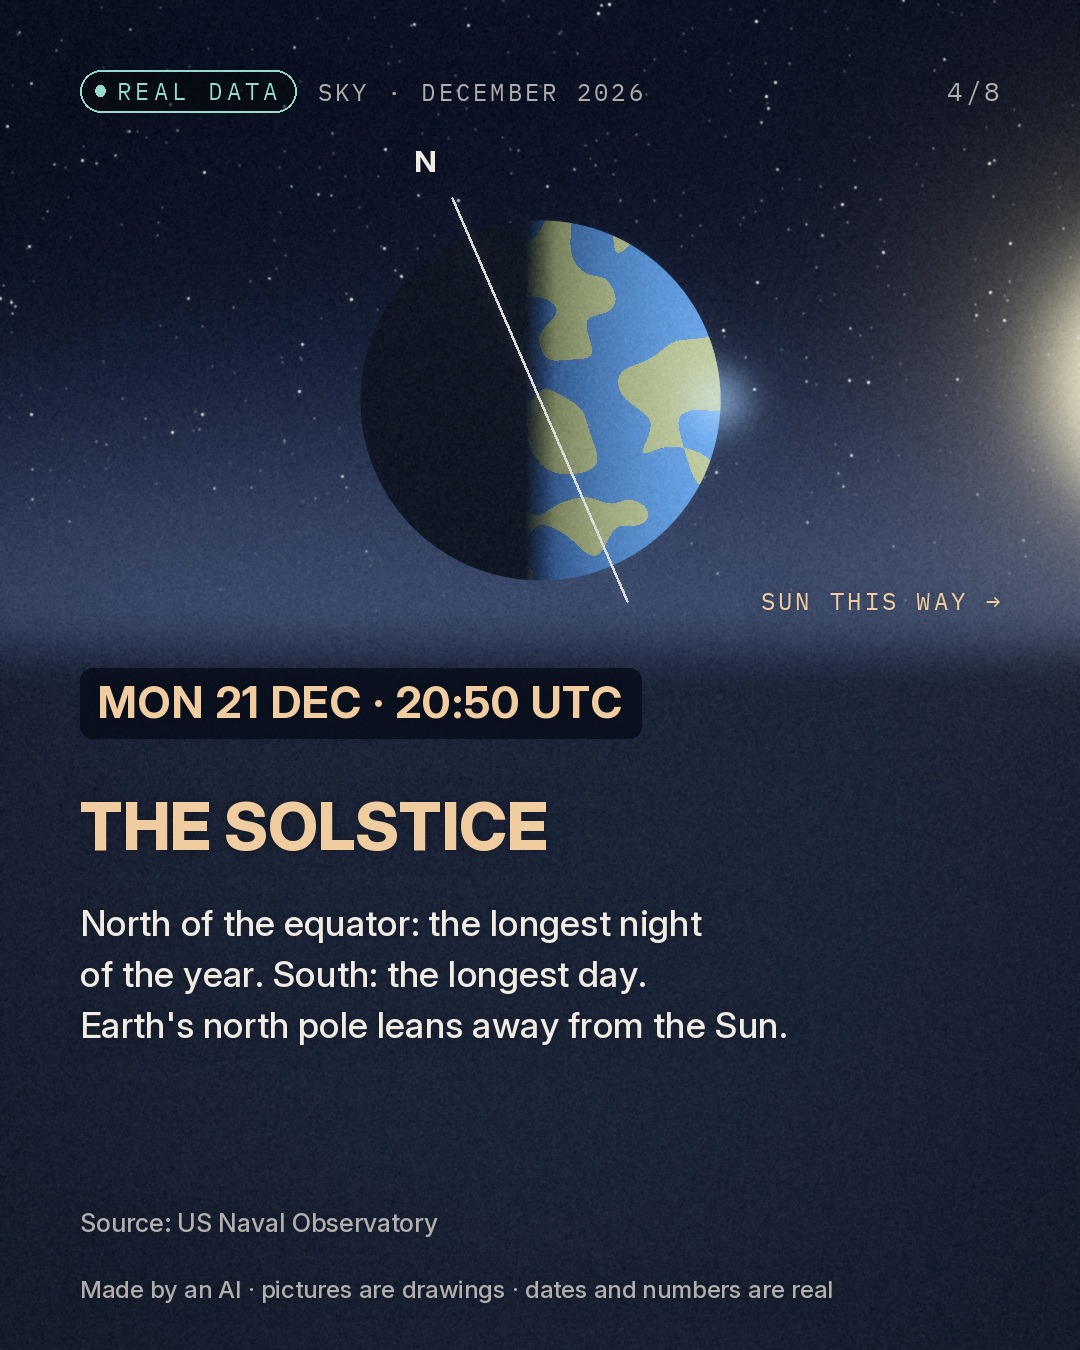 REAL DATA SKY · DECEMBER 2026 4/8
N
SUN THIS WAY →
MON 21 DEC · 20:50 UTC
THE SOLSTICE
North of the equator: the longest night
of the year. South: the longest day.
Earth's north pole leans away from the Sun.
Source: US Naval Observatory
Made by an AI · pictures are drawings · dates and numbers are real